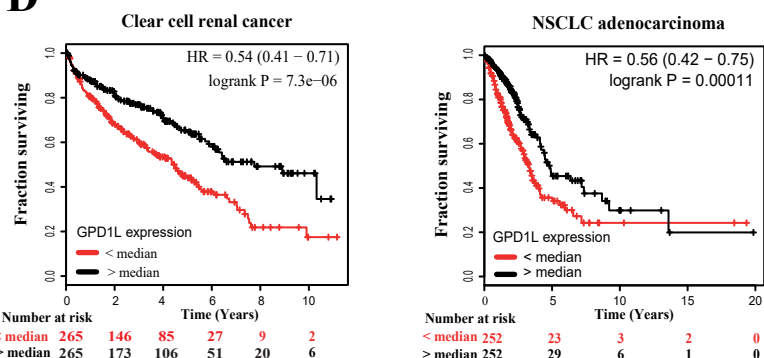 D
Clear cell renal cancer
HR = 0.54 (0.41 − 0.71)
logrank P = 7.3e−06
Fraction surviving
1.0
0.8
0.6
0.4
0.2
0.0
GPD1L expression
< median
> median
0 2 4 6 8 10
Number at risk
Time (Years)
< median 265 146 85 27 9 2
> median 265 173 106 51 20 6
NSCLC adenocarcinoma
HR = 0.56 (0.42 − 0.75)
logrank P = 0.00011
Fraction surviving
1.0
0.8
0.6
0.4
0.2
0.0
GPD1L expression
< median
> median
0 5 10 15 20
Number at risk
Time (Years)
< median 252 23 3 2 0
> median 252 29 6 1 0